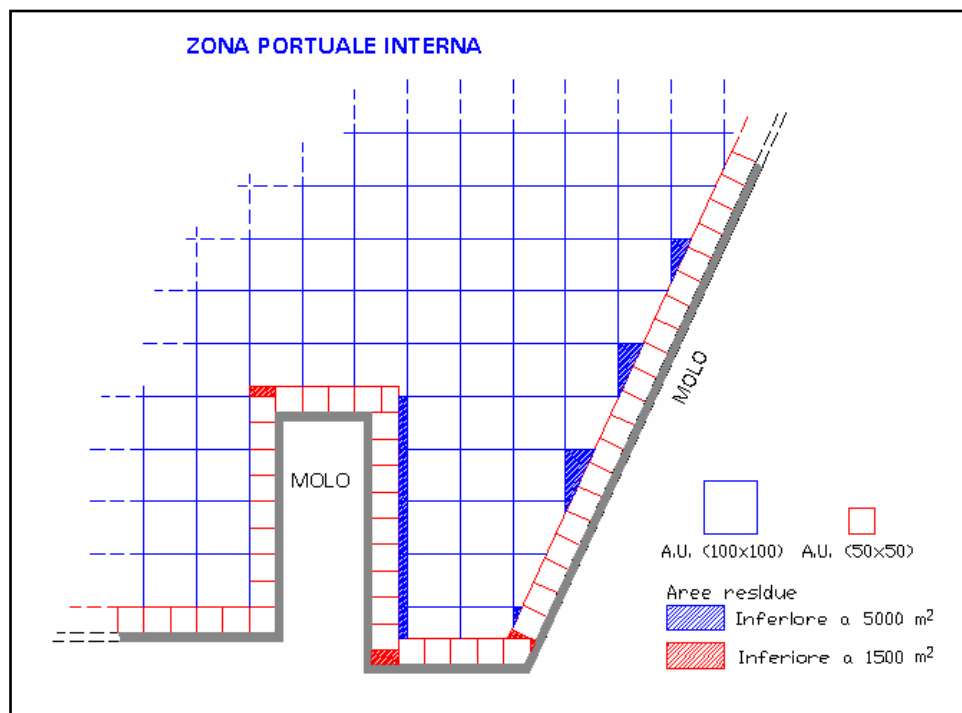 ZONA PORTUALE INTERNA
MOLO
MOLO
A.U. (100x100)
A.U. (50x50)
Aree residue
Inferiore a 5000 m²
Inferiore a 1500 m²